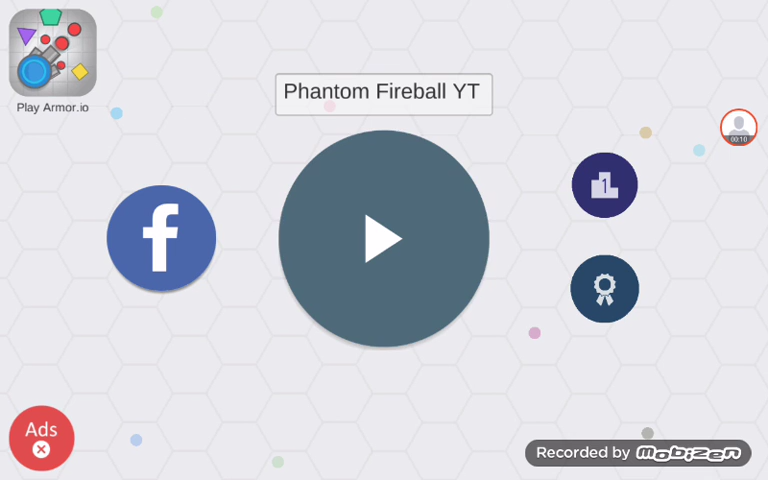 Play Armor.io
Phantom Fireball YT
00:10
f
1
Ads
Recorded by mobizen